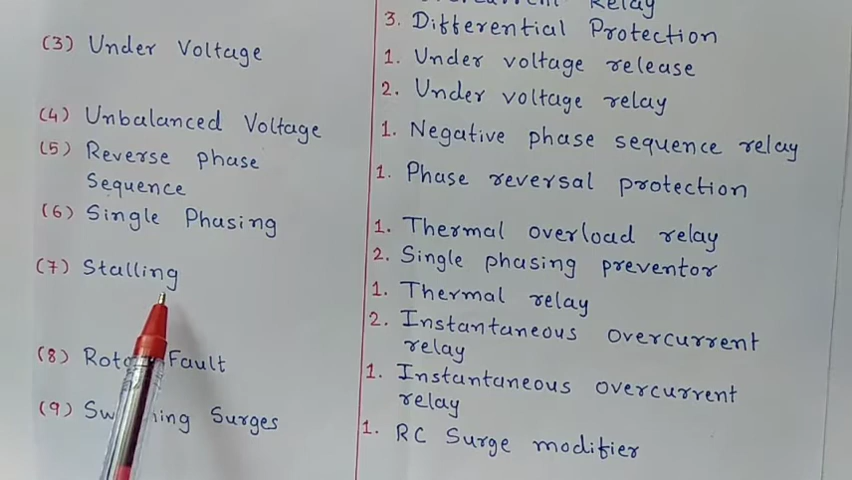 Relay
3. Differential Protection
(3) Under Voltage
1. Under voltage release
2. Under voltage relay
(4) Unbalanced Voltage
1. Negative phase sequence relay
(5) Reverse phase
Sequence
1. Phase reversal protection
(6) Single Phasing
1. Thermal overload relay
2. Single phasing preventor
(7) Stalling
1. Thermal relay
2. Instantaneous overcurrent
relay
(8) Fault
1. Instantaneous overcurrent
relay
(9) Surges
1. RC Surge modifier